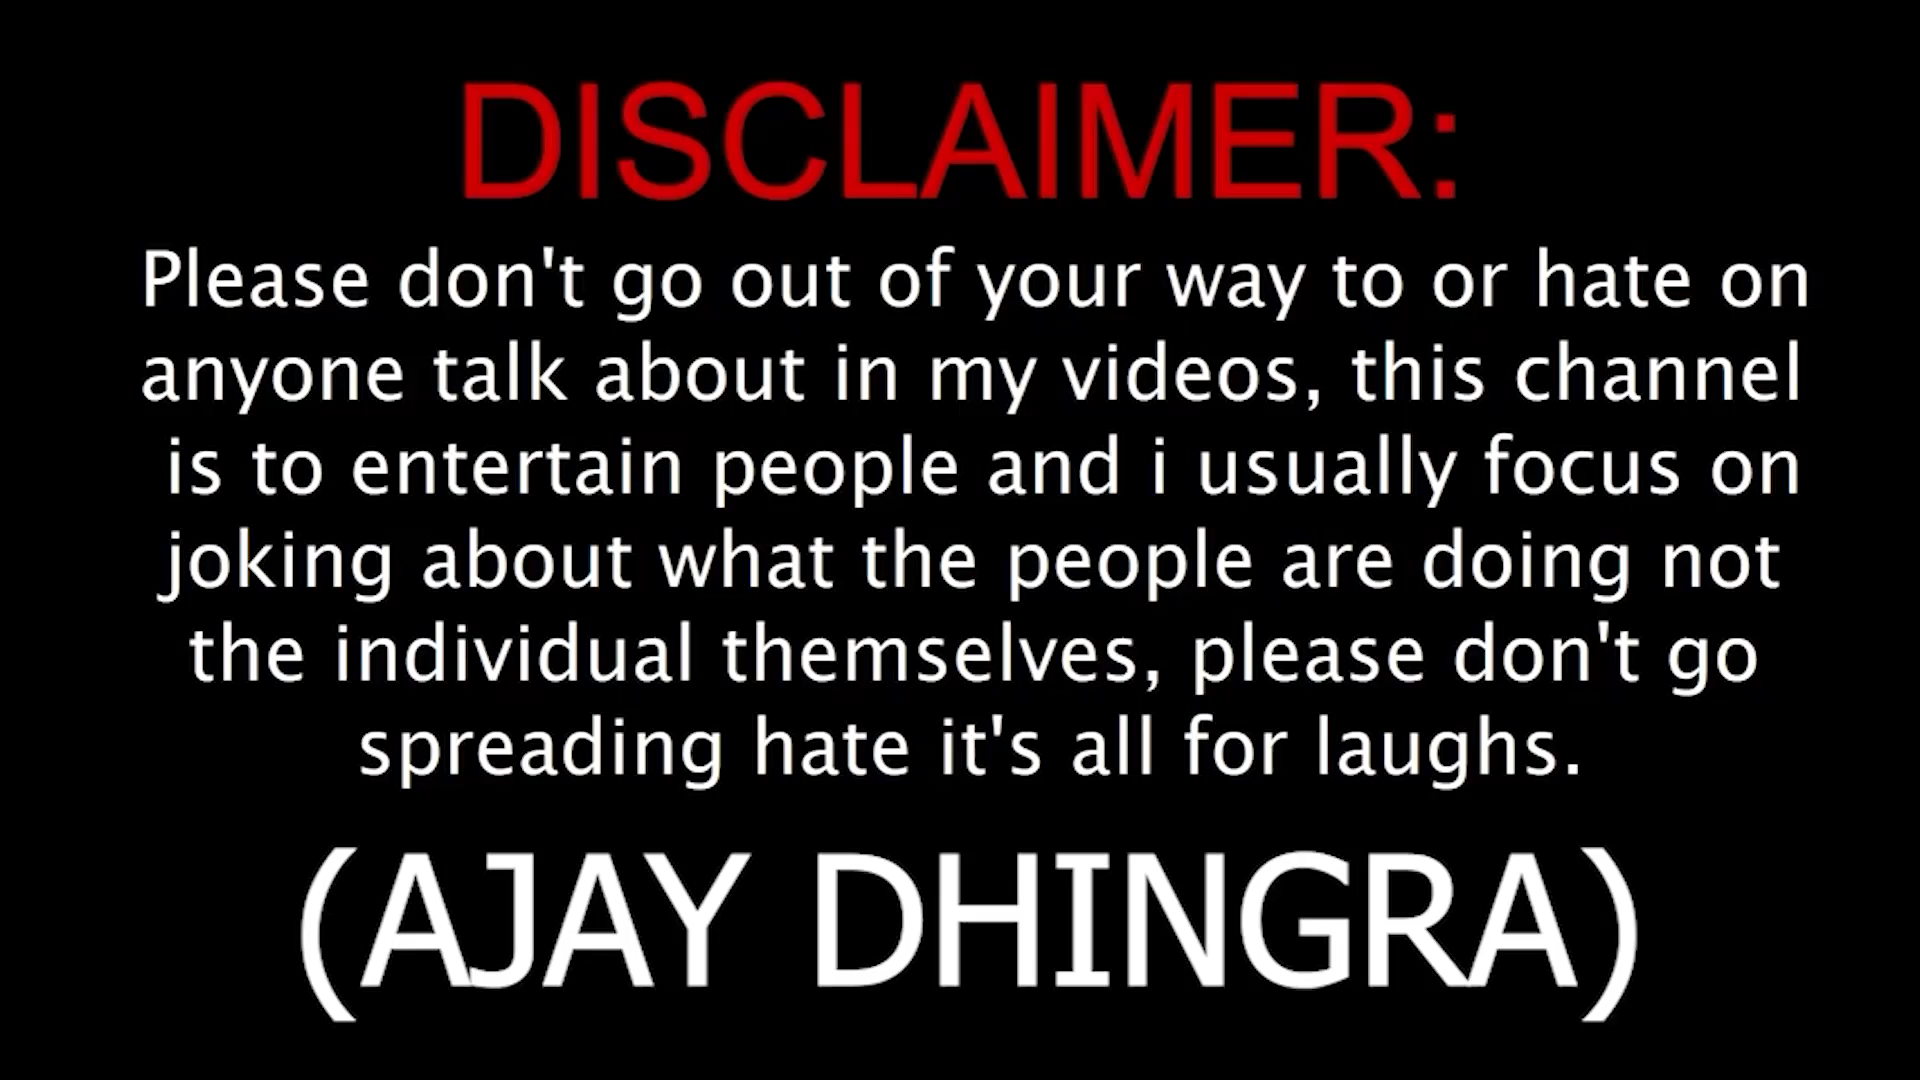 DISCLAIMER:
Please don't go out of your way to or hate on
anyone talk about in my videos, this channel
is to entertain people and i usually focus on
joking about what the people are doing not
the individual themselves, please don't go
spreading hate it's all for laughs.
(AJAY DHINGRA)